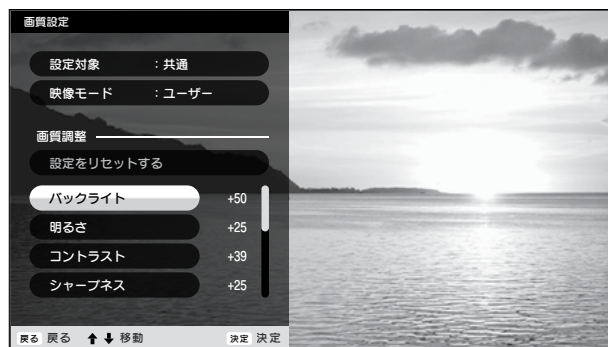 画質設定
設定対象 ：共通
映像モード ：ユーザー
画質調整
設定をリセットする
バックライト +50
明るさ +25
コントラスト +39
シャープネス +25
戻る 戻る ↑↓ 移動 決定 決定